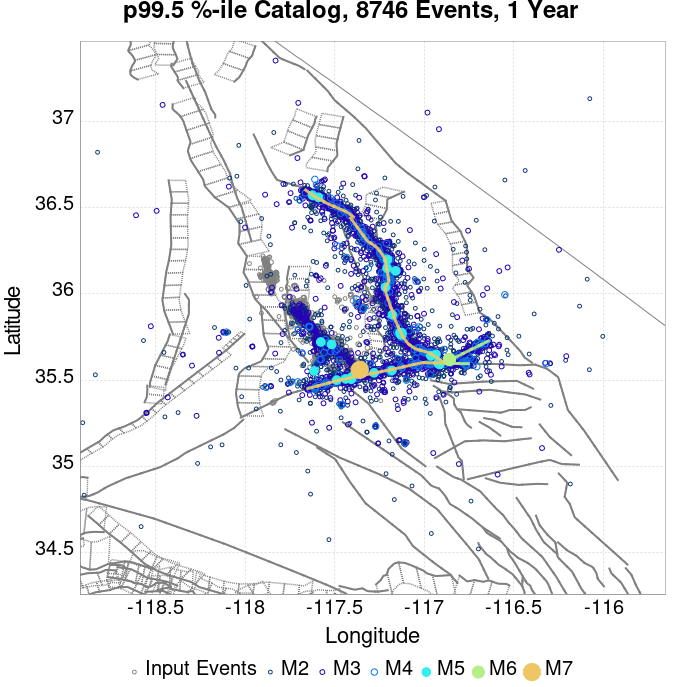 p99.5 %-ile Catalog, 8746 Events, 1 Year
Latitude
37
36.5
36
35.5
35
34.5
-118.5 -118 -117.5 -117 -116.5 -116
Longitude
Input Events M2 M3 M4 M5 M6 M7